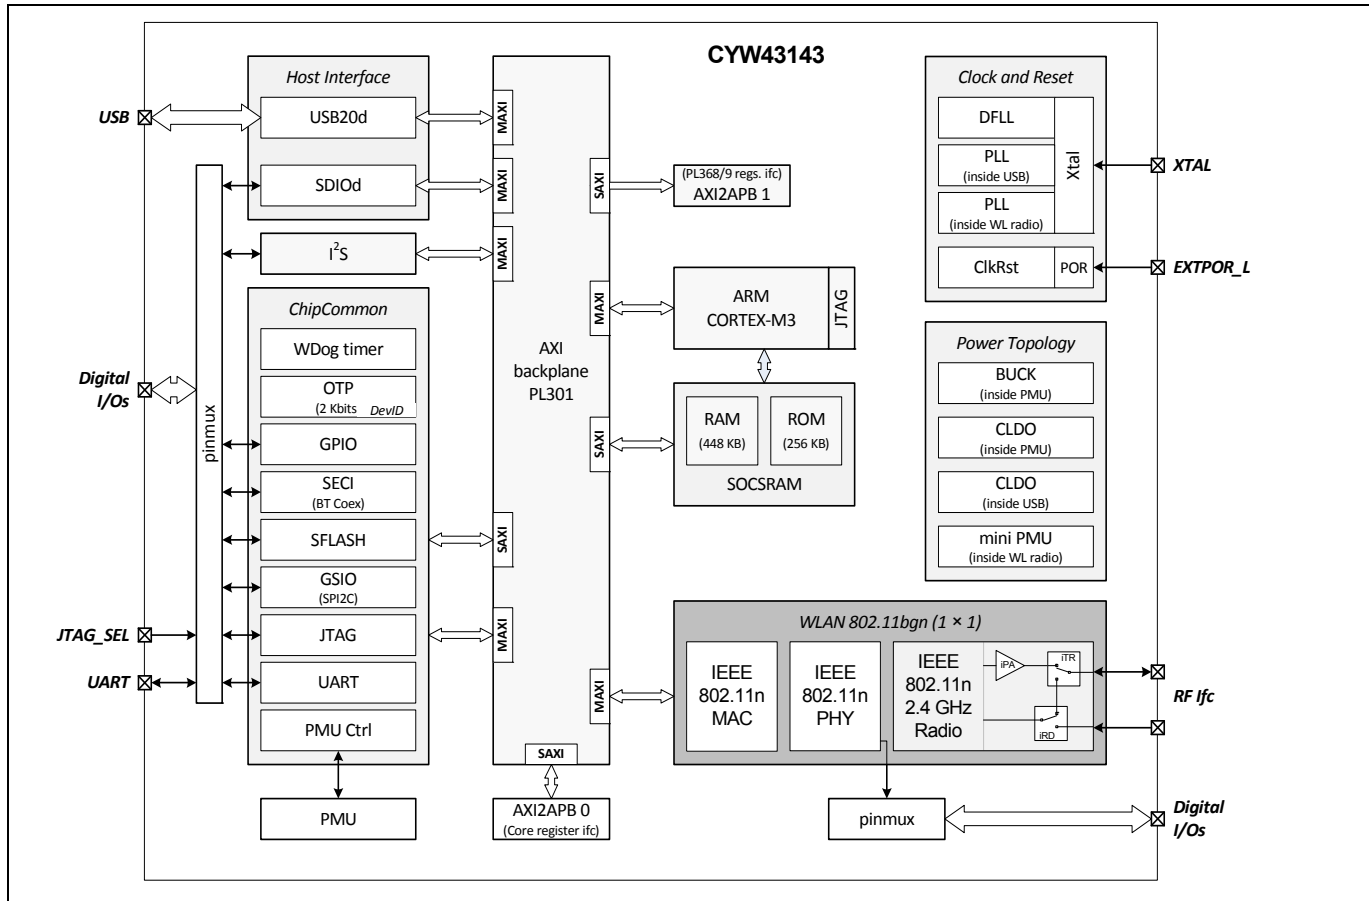 CYW43143
Host Interface
USB20d
SDIOd
I²S
USB
pinmux
Digital
I/Os
JTAG_SEL
UART
ChipCommon
WDog timer
OTP
(2 Kbits DevID
GPIO
SECI
(BT Coex)
SFLASH
GSIO
(SPI2C)
JTAG
UART
PMU Ctrl
PMU
MAXI
MAXI
MAXI
SAXI
MAXI
AXI
backplane
PL301
SAXI
MAXI
SAXI
MAXI
SAXI
AXI2APB 0
(Core register ifc)
(PL368/9 regs. ifc)
AXI2APB 1
ARM
CORTEX-M3
JTAG
RAM
(448 KB)
ROM
(256 KB)
SOCSRAM
Clock and Reset
DFLL
PLL
(inside USB)
PLL
(inside WL radio)
Xtal
ClkRst
POR
XTAL
EXTPOR_L
Power Topology
BUCK
(inside PMU)
CLDO
(inside PMU)
CLDO
(inside USB)
mini PMU
(inside WL radio)
WLAN 802.11bgn (1 × 1)
IEEE
802.11n
MAC
IEEE
802.11n
PHY
IEEE
802.11n
2.4 GHz
Radio
iPA
iTR
iRD
RF Ifc
pinmux
Digital
I/Os